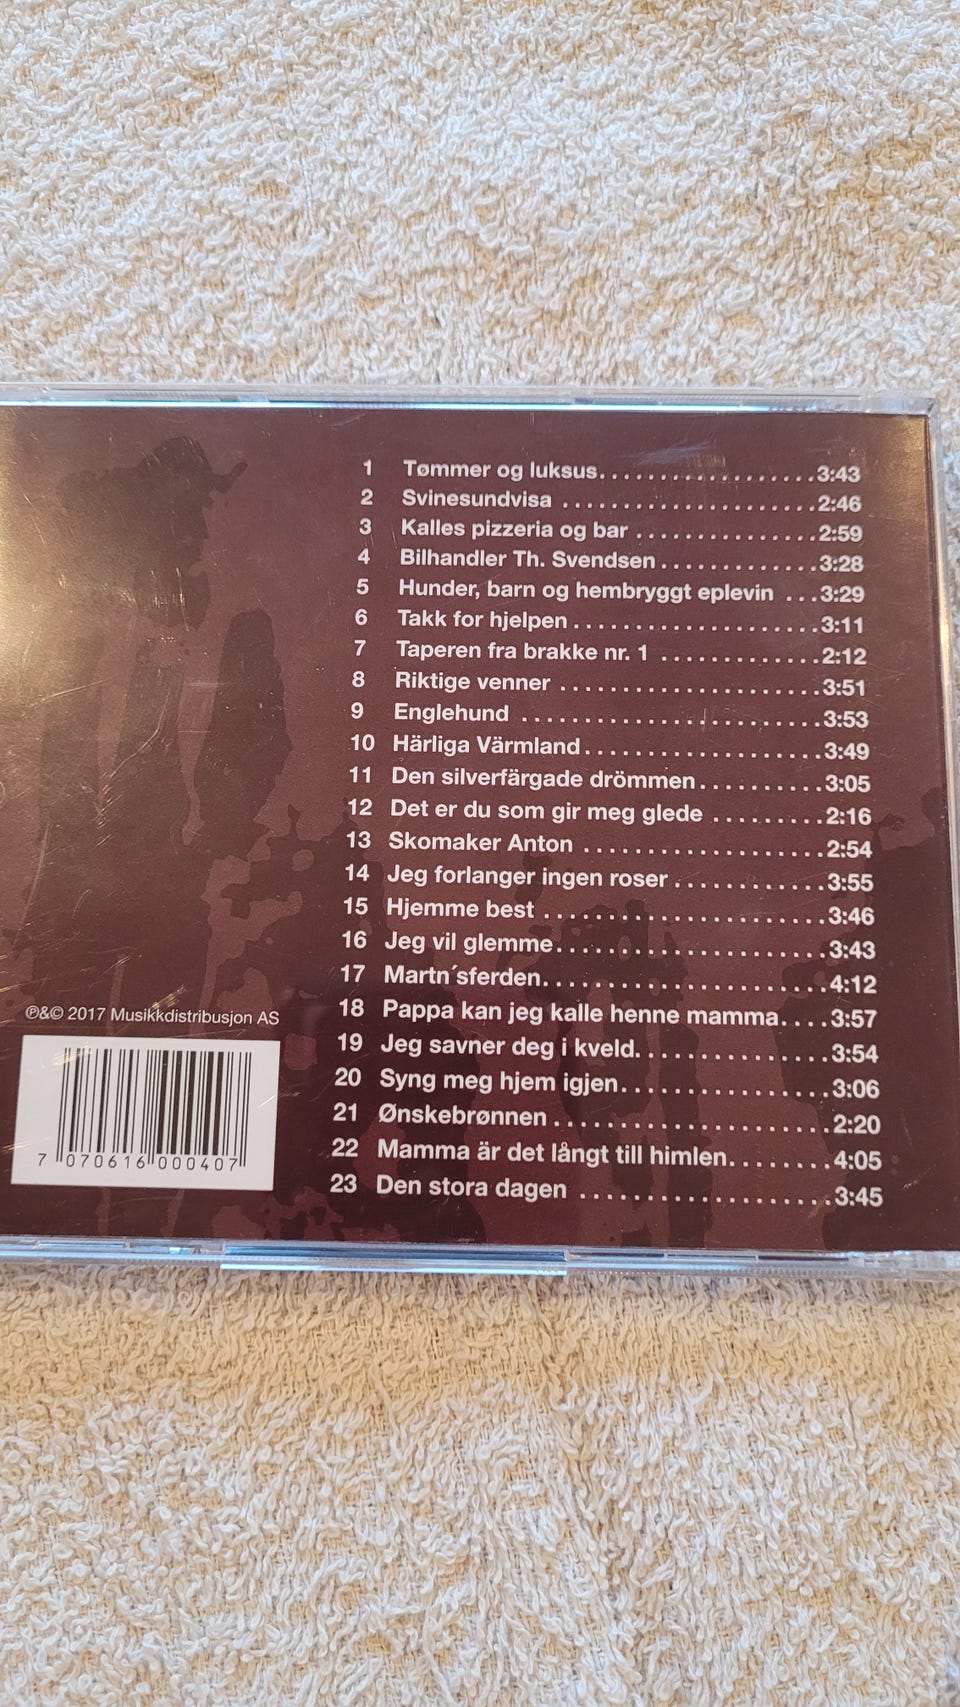 1 Tømmer og luksus.................3:43
2 Svinesundvisa .....................2:46
3 Kalles pizzeria og bar ...............2:59
4 Bilhandler Th. Svendsen.............3:28
5 Hunder, barn og hembryggt eplevin ...3:29
6 Takk for hjelpen ....................3:11
7 Taperen fra brakke nr. 1 .............2:12
8 Riktige venner .....................3:51
9 Englehund ........................3:53
10 Härliga Värmland...................3:49
11 Den silverfärgade drömmen..........3:05
12 Det er du som gir meg glede .........2:16
13 Skomaker Anton ...................2:54
14 Jeg forlanger ingen roser ............3:55
15 Hjemme best ......................3:46
16 Jeg vil glemme.....................3:43
17 Martn´sferden......................4:12
18 Pappa kan jeg kalle henne mamma....3:57
19 Jeg savner deg i kveld...............3:54
20 Syng meg hjem igjen................3:06
21 Ønskebrønnen .....................2:20
22 Mamma är det långt till himlen........4:05
23 Den stora dagen ...................3:45
℗&© 2017 Musikkdistribusjon AS
7 070616 000407